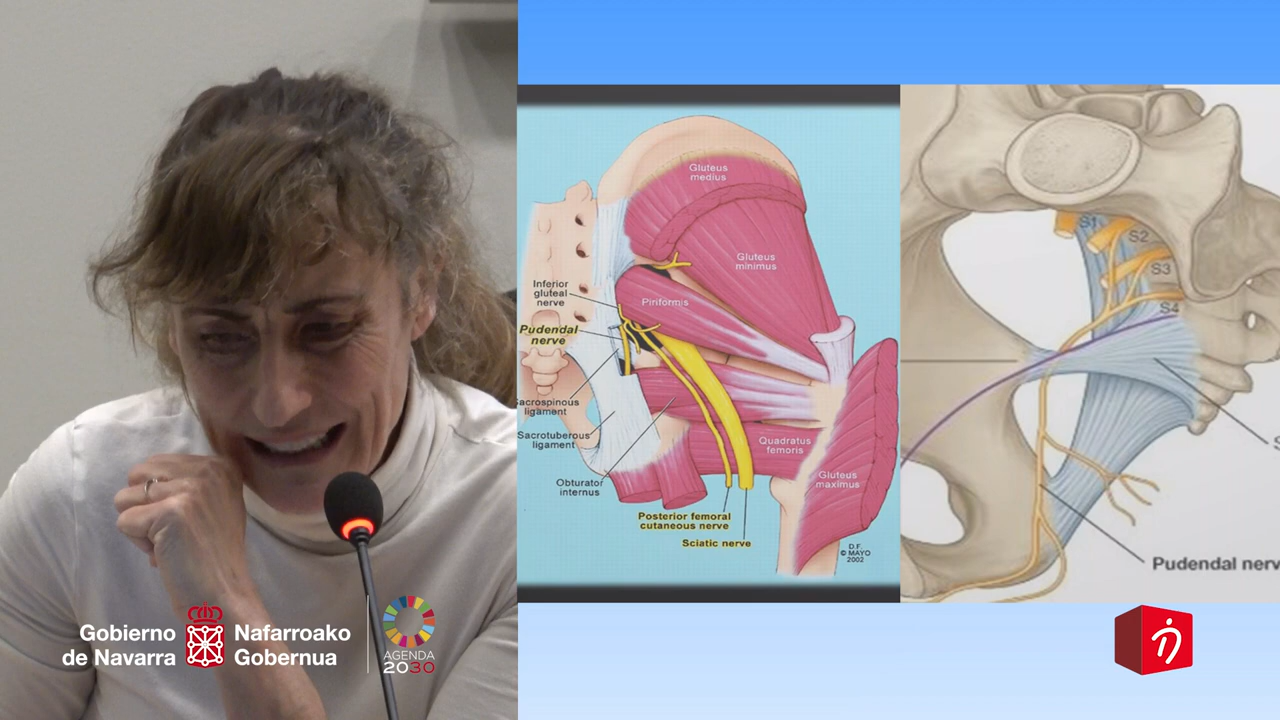 Gluteus
medius
Gluteus
minimus
Inferior
gluteal
nerve
Piriformis
Pudendal
nerve
Sacrospinous
ligament
Sacrotuberous
ligament
Quadratus
femoris
Gluteus
maximus
Obturator
internus
Posterior femoral
cutaneous nerve
Sciatic nerve
D.F.
© MAYO
2002
S1
S2
S3
S4
S
Pudendal nerv
Gobierno
de Navarra
Nafarroako
Gobernua
AGENDA
2030